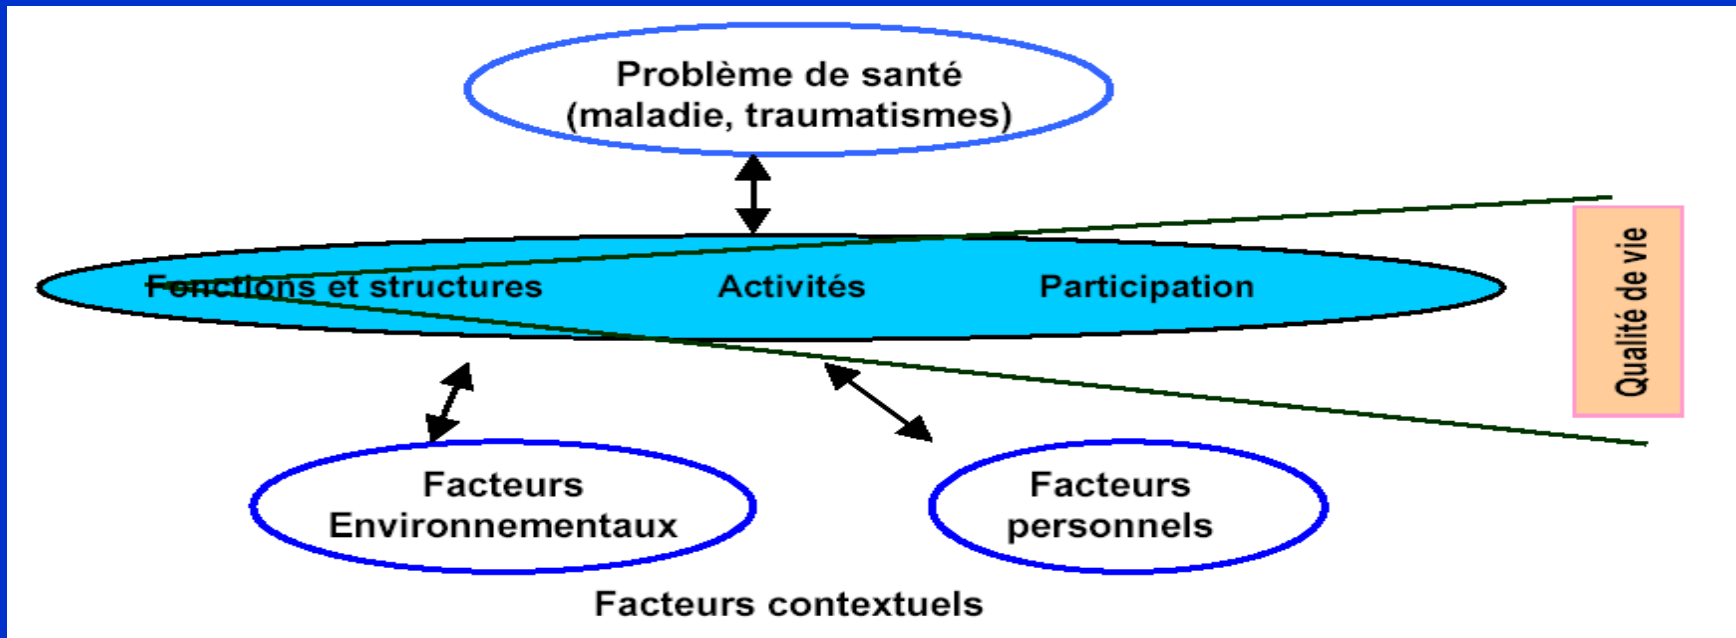 Problème de santé
(maladie, traumatismes)
Fonctions et structures
Activités
Participation
Qualité de vie
Facteurs
Environnementaux
Facteurs
personnels
Facteurs contextuels